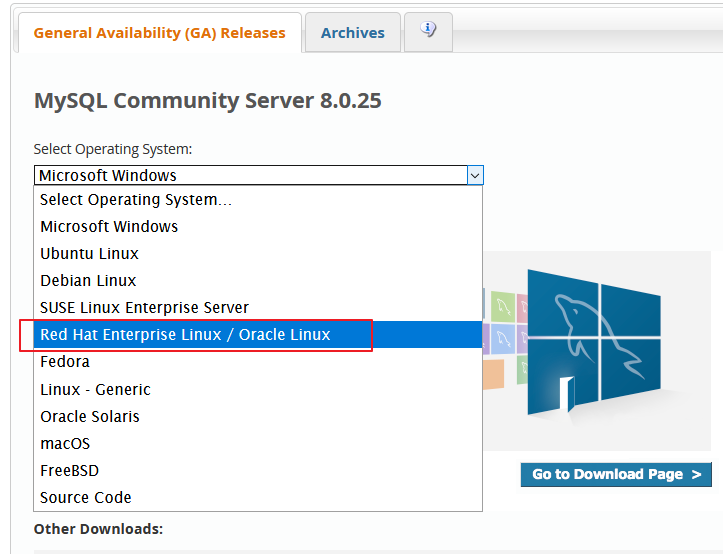 General Availability (GA) Releases
Archives
MySQL Community Server 8.0.25
Select Operating System:
Microsoft Windows
Select Operating System…
Microsoft Windows
Ubuntu Linux
Debian Linux
SUSE Linux Enterprise Server
Red Hat Enterprise Linux / Oracle Linux
Fedora
Linux - Generic
Oracle Solaris
macOS
FreeBSD
Source Code
Go to Download Page >
Other Downloads: